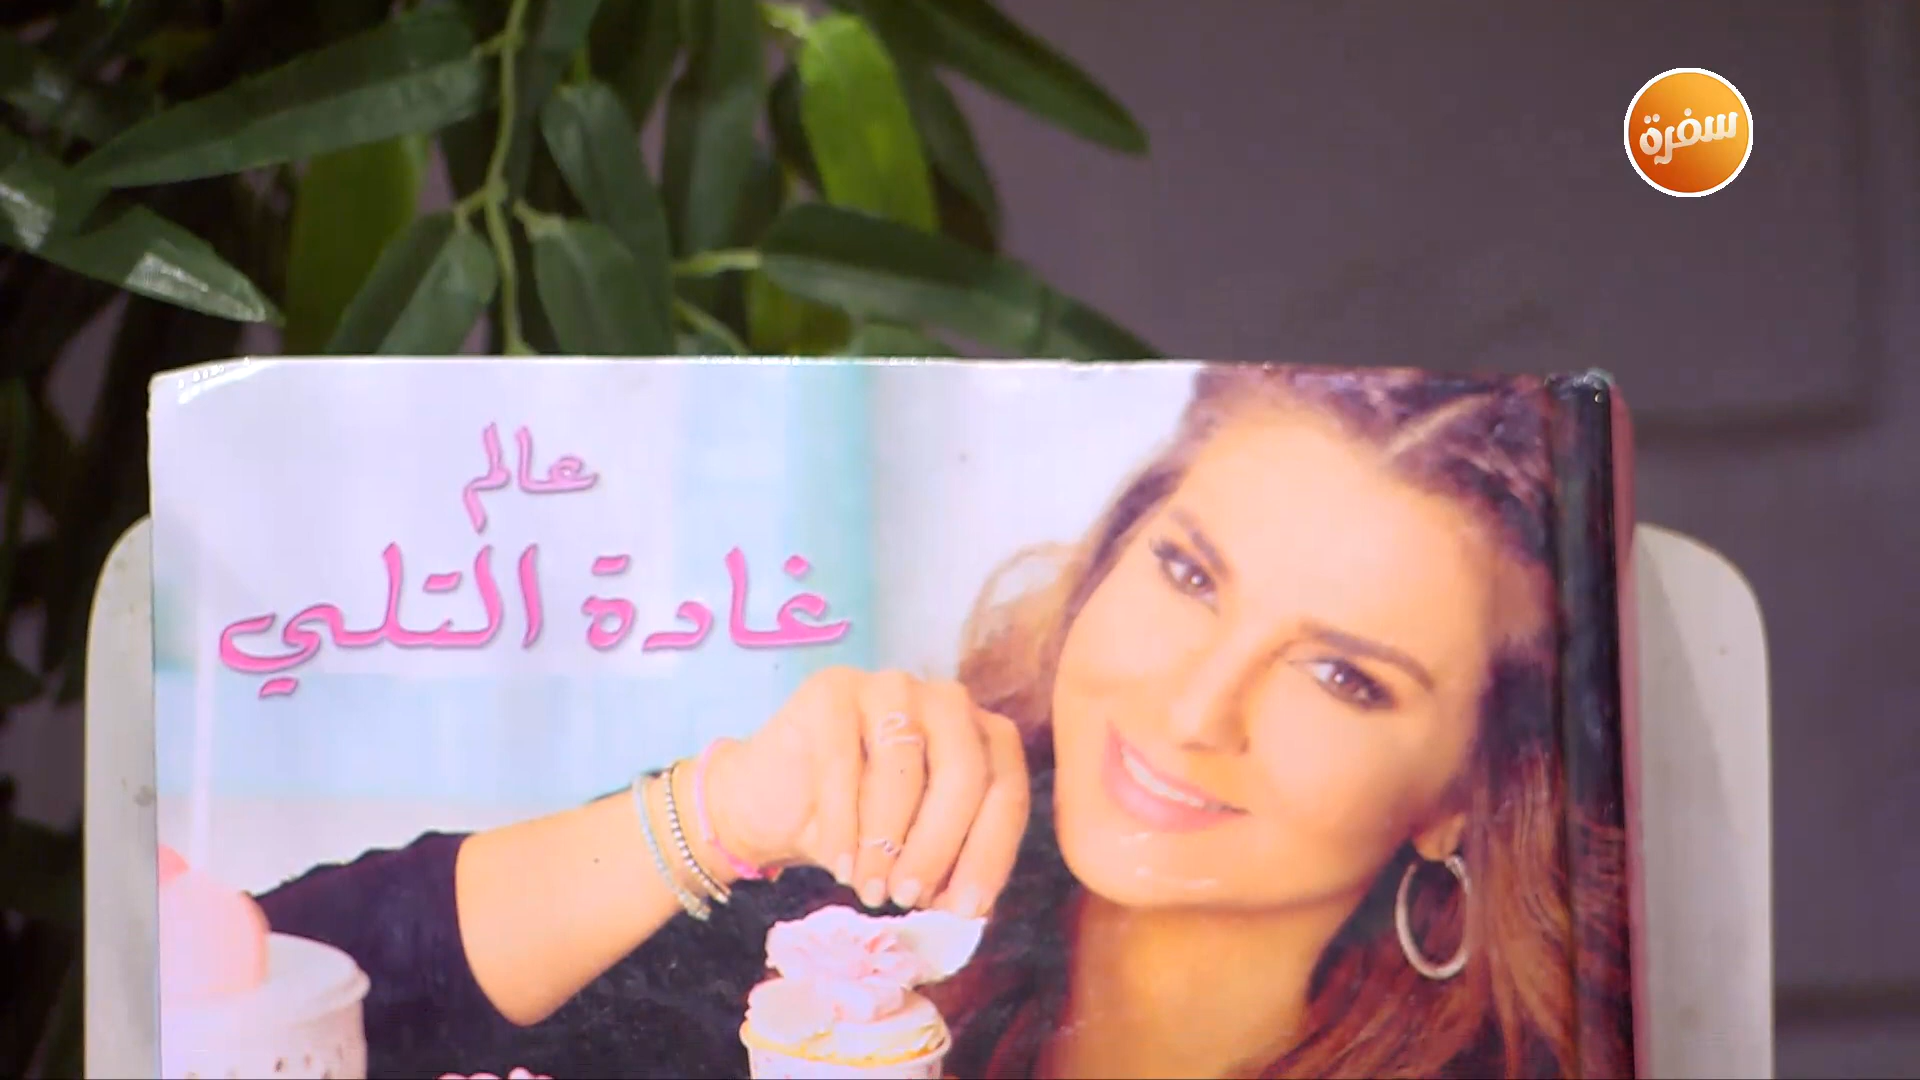 سفرة
عالم
غادة التلي